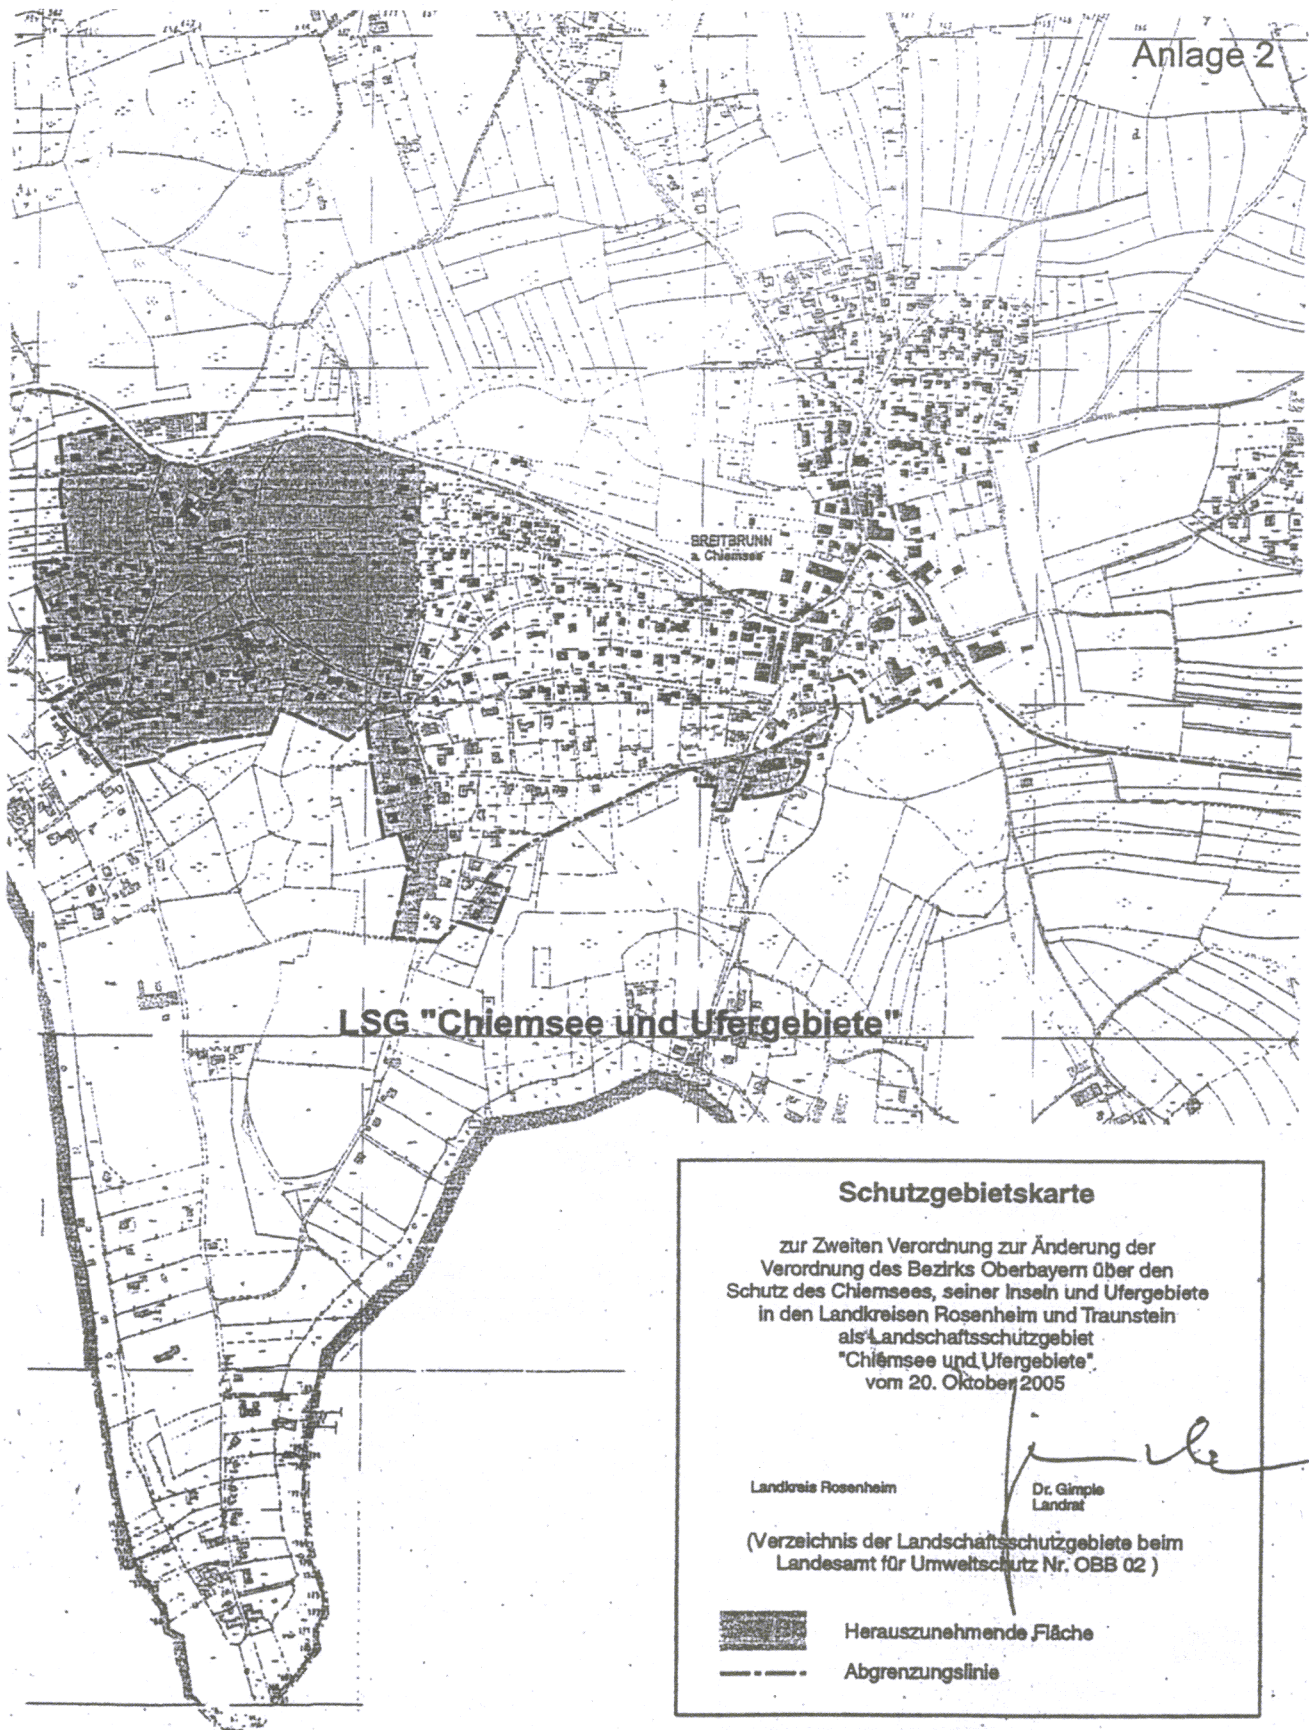 Anlage 2
BREITBRUNN
a. Chiemsee
LSG "Chiemsee und Ufergebiete"
Schutzgebietskarte
zur Zweiten Verordnung zur Änderung der
Verordnung des Bezirks Oberbayern über den
Schutz des Chiemsees, seiner Inseln und Ufergebiete
in den Landkreisen Rosenheim und Traunstein
als Landschaftsschutzgebiet
"Chiemsee und Ufergebiete"
vom 20. Oktober 2005
Landkreis Rosenheim
Dr. Gimple
Landrat
(Verzeichnis der Landschaftsschutzgebiete beim
Landesamt für Umweltschutz Nr. OBB 02 )
Herauszunehmende Fläche
Abgrenzungslinie